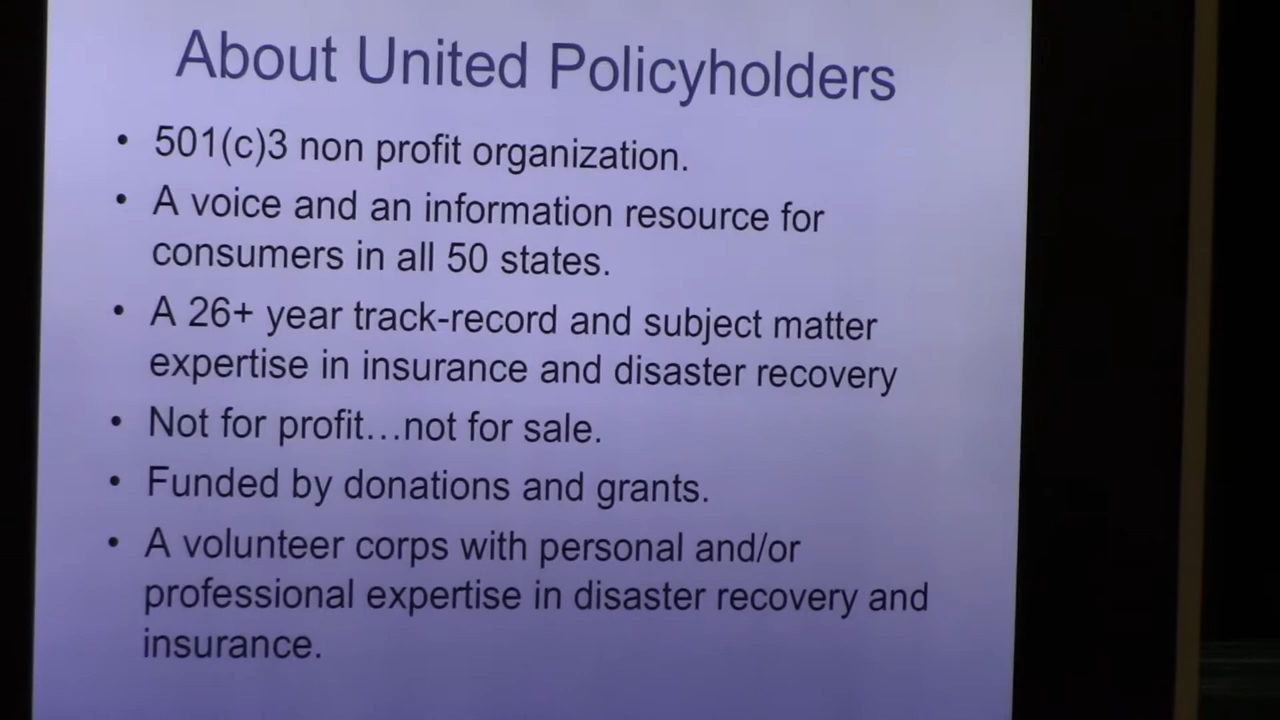 About United Policyholders
• 501(c)3 non profit organization.
• A voice and an information resource for
consumers in all 50 states.
• A 26+ year track-record and subject matter
expertise in insurance and disaster recovery
• Not for profit…not for sale.
• Funded by donations and grants.
• A volunteer corps with personal and/or
professional expertise in disaster recovery and
insurance.